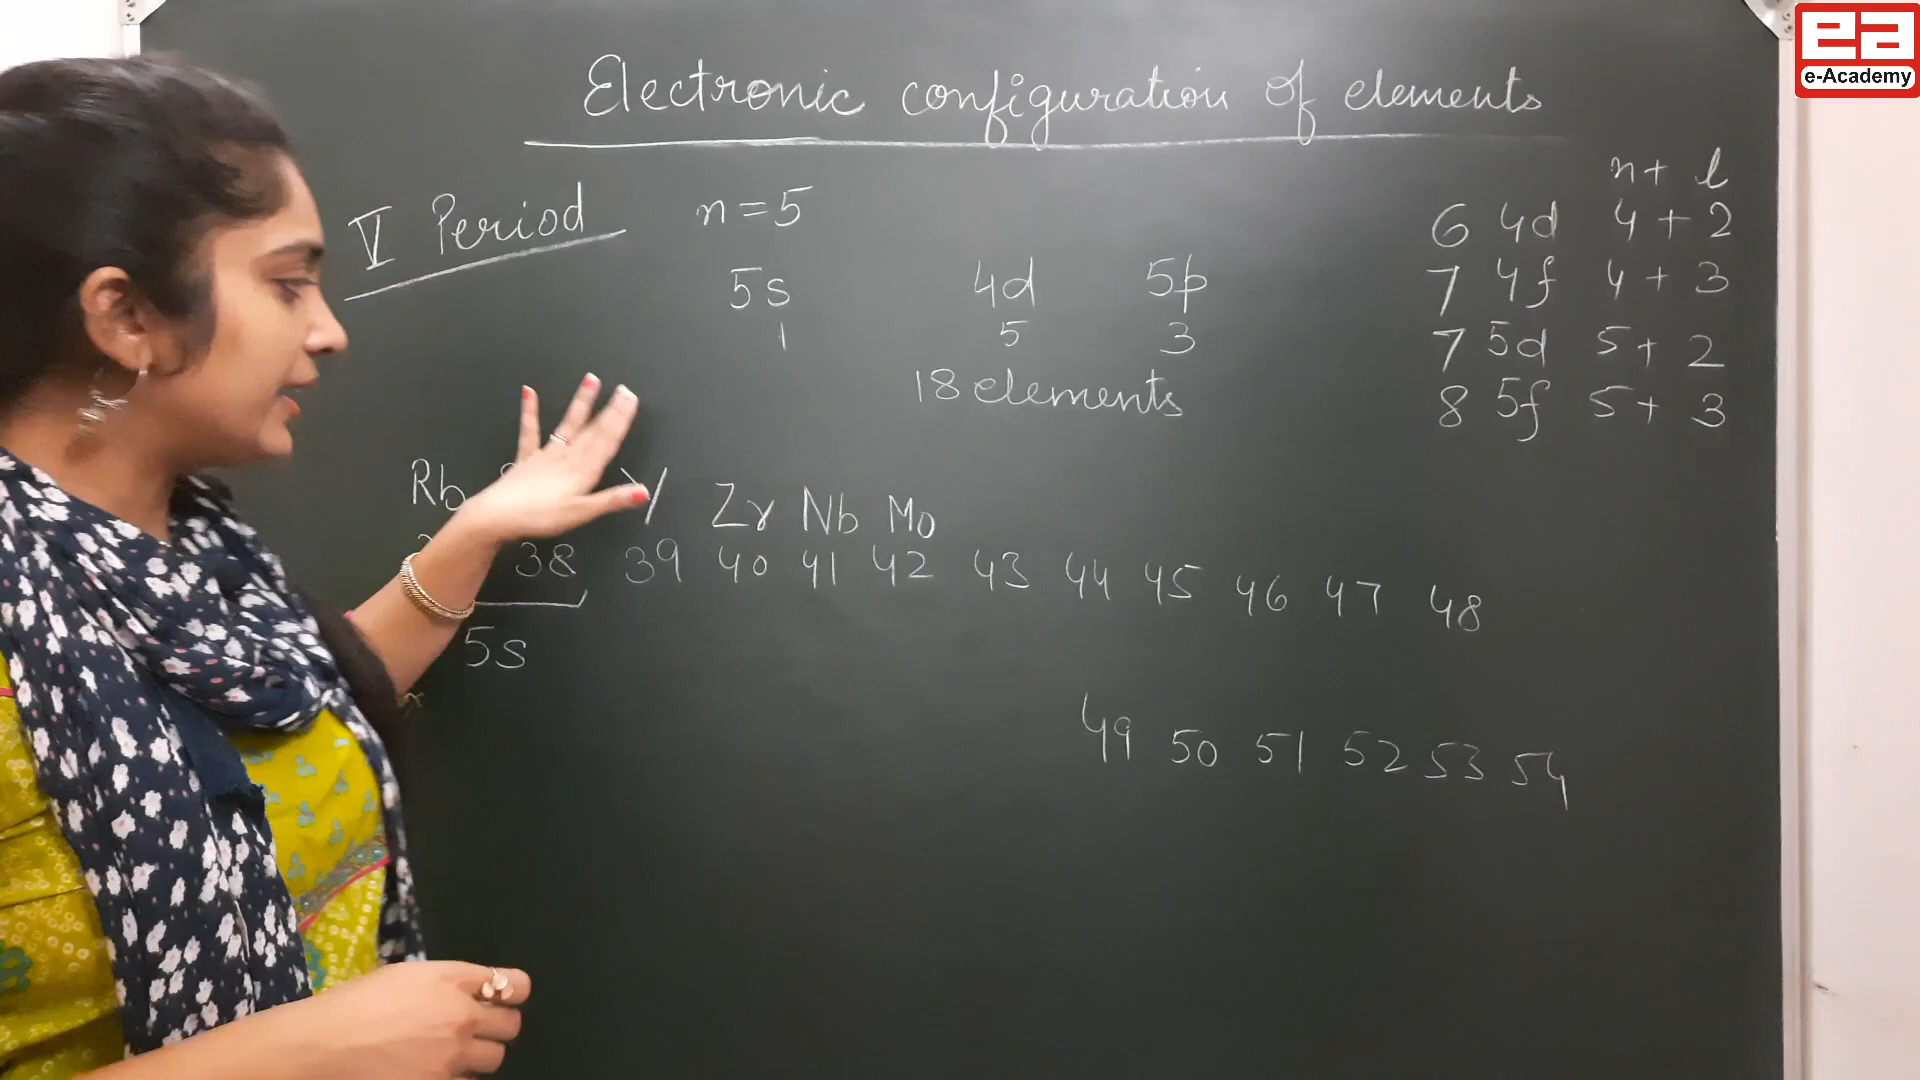 ea
e-Academy
Electronic configuration of elements
V Period n=5
5s 4d 5p
1 5 3
18 elements
n+ l
6 4d 4+2
7 4f 4+3
7 5d 5+2
8 5f 5+3
Rb Y Zr Nb Mo
38 39 40 41 42 43 44 45 46 47 48
5s
49 50 51 52 53 54